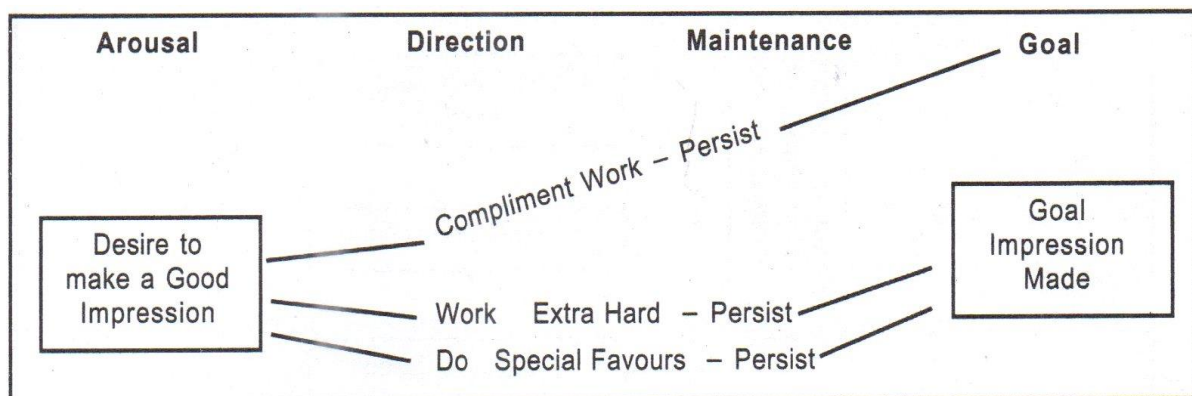 Arousal Direction Maintenance Goal
Compliment Work – Persist
Desire to
make a Good
Impression
Goal
Impression
Made
Work Extra Hard – Persist
Do Special Favours – Persist